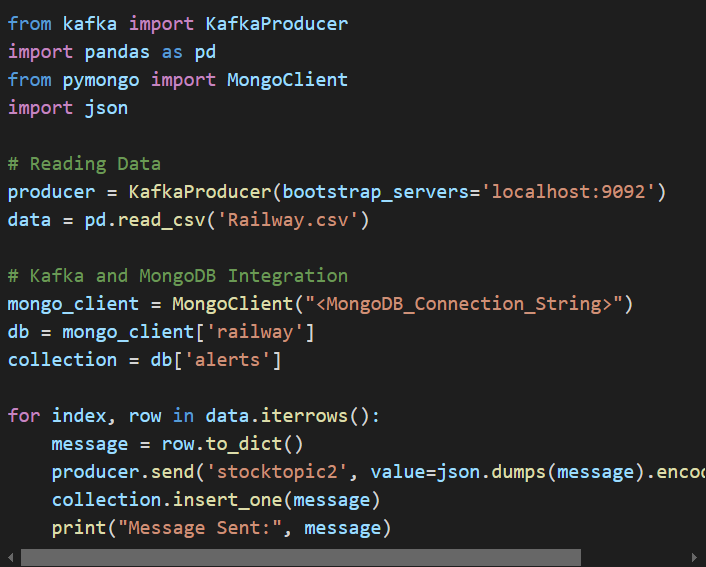 from kafka import KafkaProducer
import pandas as pd
from pymongo import MongoClient
import json
# Reading Data
producer = KafkaProducer(bootstrap_servers='localhost:9092')
data = pd.read_csv('Railway.csv')
# Kafka and MongoDB Integration
mongo_client = MongoClient("<MongoDB_Connection_String>")
db = mongo_client['railway']
collection = db['alerts']
for index, row in data.iterrows():
    message = row.to_dict()
    producer.send('stocktopic2', value=json.dumps(message).enco
    collection.insert_one(message)
    print("Message Sent:", message)